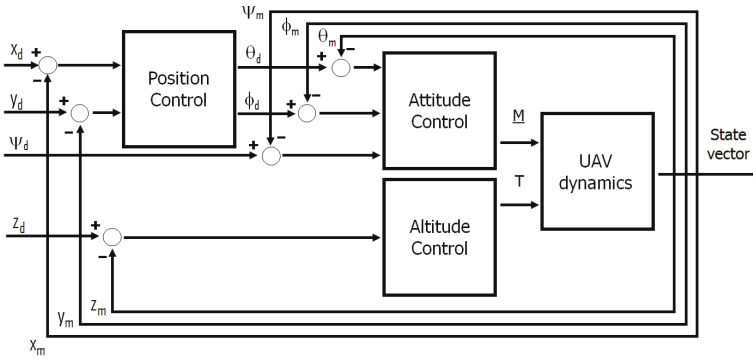 ψm
ϕm
θm
xd
θd
Position
Control
yd
ϕd
Attitude
Control
ψd
M
State
vector
UAV
dynamics
T
zd
Altitude
Control
zm
ym
xm